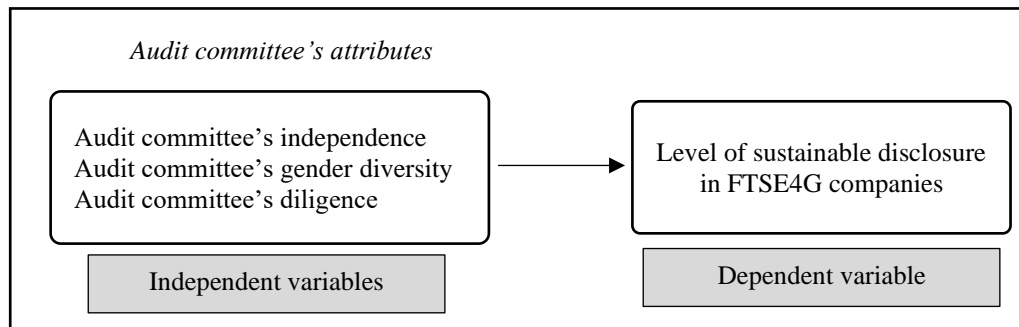 Audit committee’s attributes
Audit committee’s independence
Audit committee’s gender diversity
Audit committee’s diligence
Level of sustainable disclosure
in FTSE4G companies
Independent variables
Dependent variable